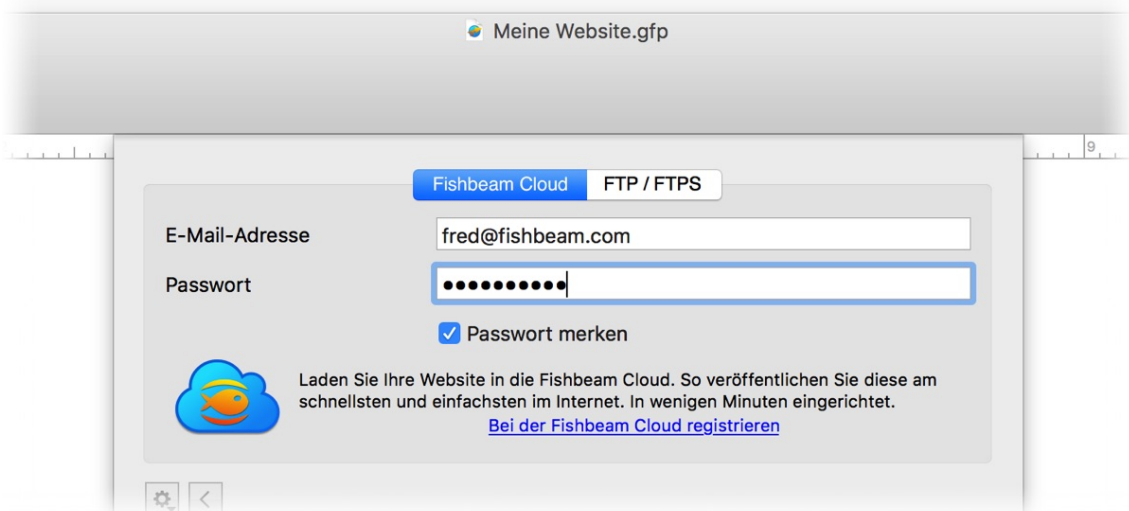 Meine Website.gfp
9
Fishbeam Cloud FTP / FTPS
E-Mail-Adresse fred@fishbeam.com
Passwort ●●●●●●●●●●
Passwort merken
Laden Sie Ihre Website in die Fishbeam Cloud. So veröffentlichen Sie diese am
schnellsten und einfachsten im Internet. In wenigen Minuten eingerichtet.
Bei der Fishbeam Cloud registrieren